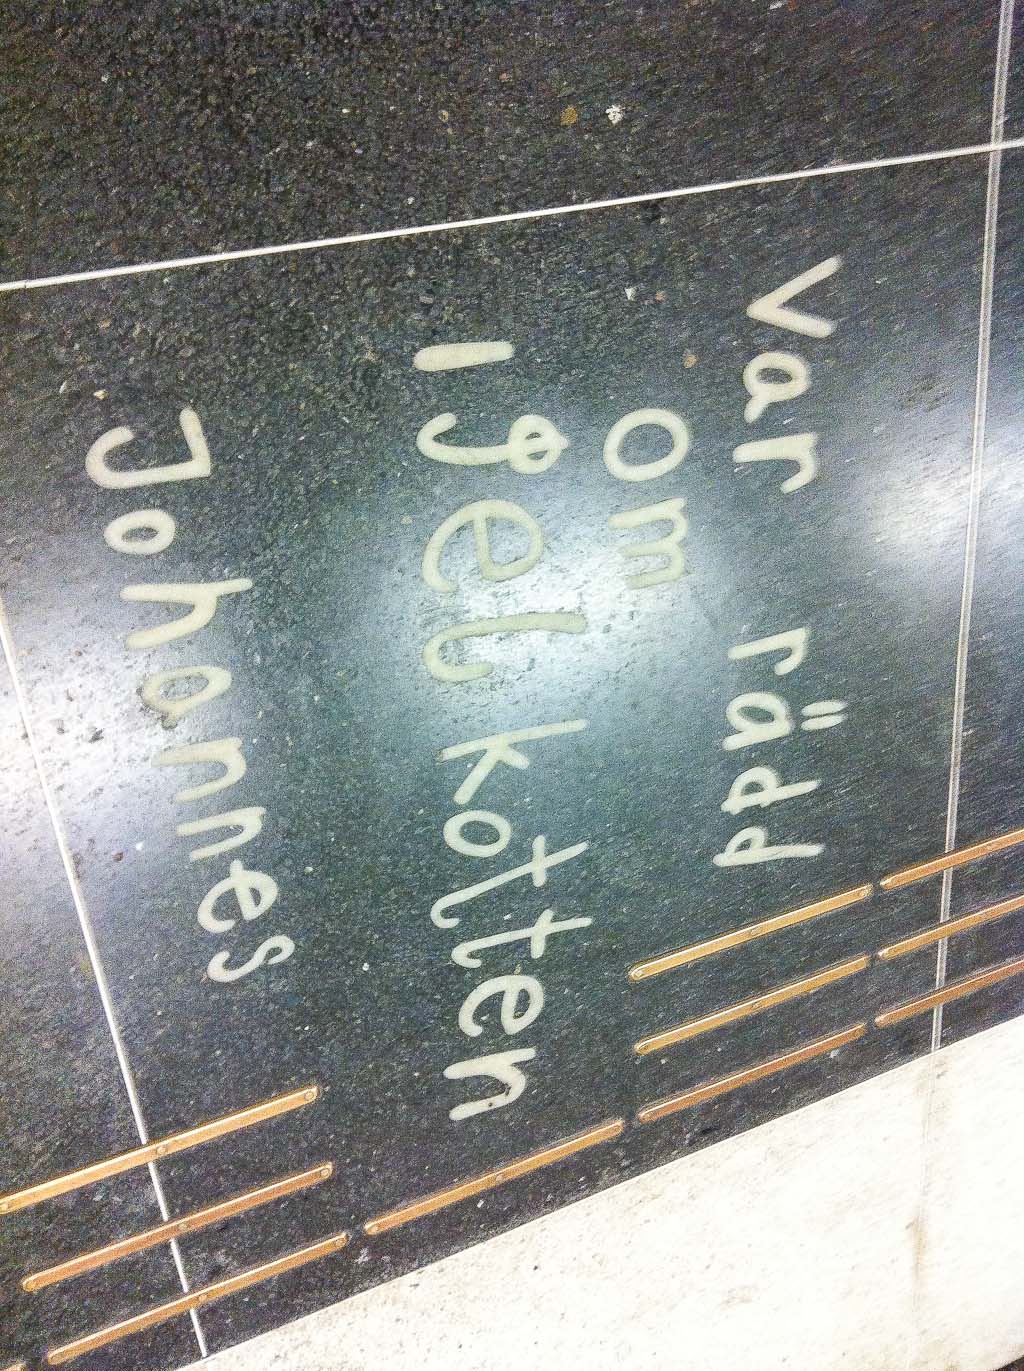 Var rädd
Om
Igelkotten
Johannes